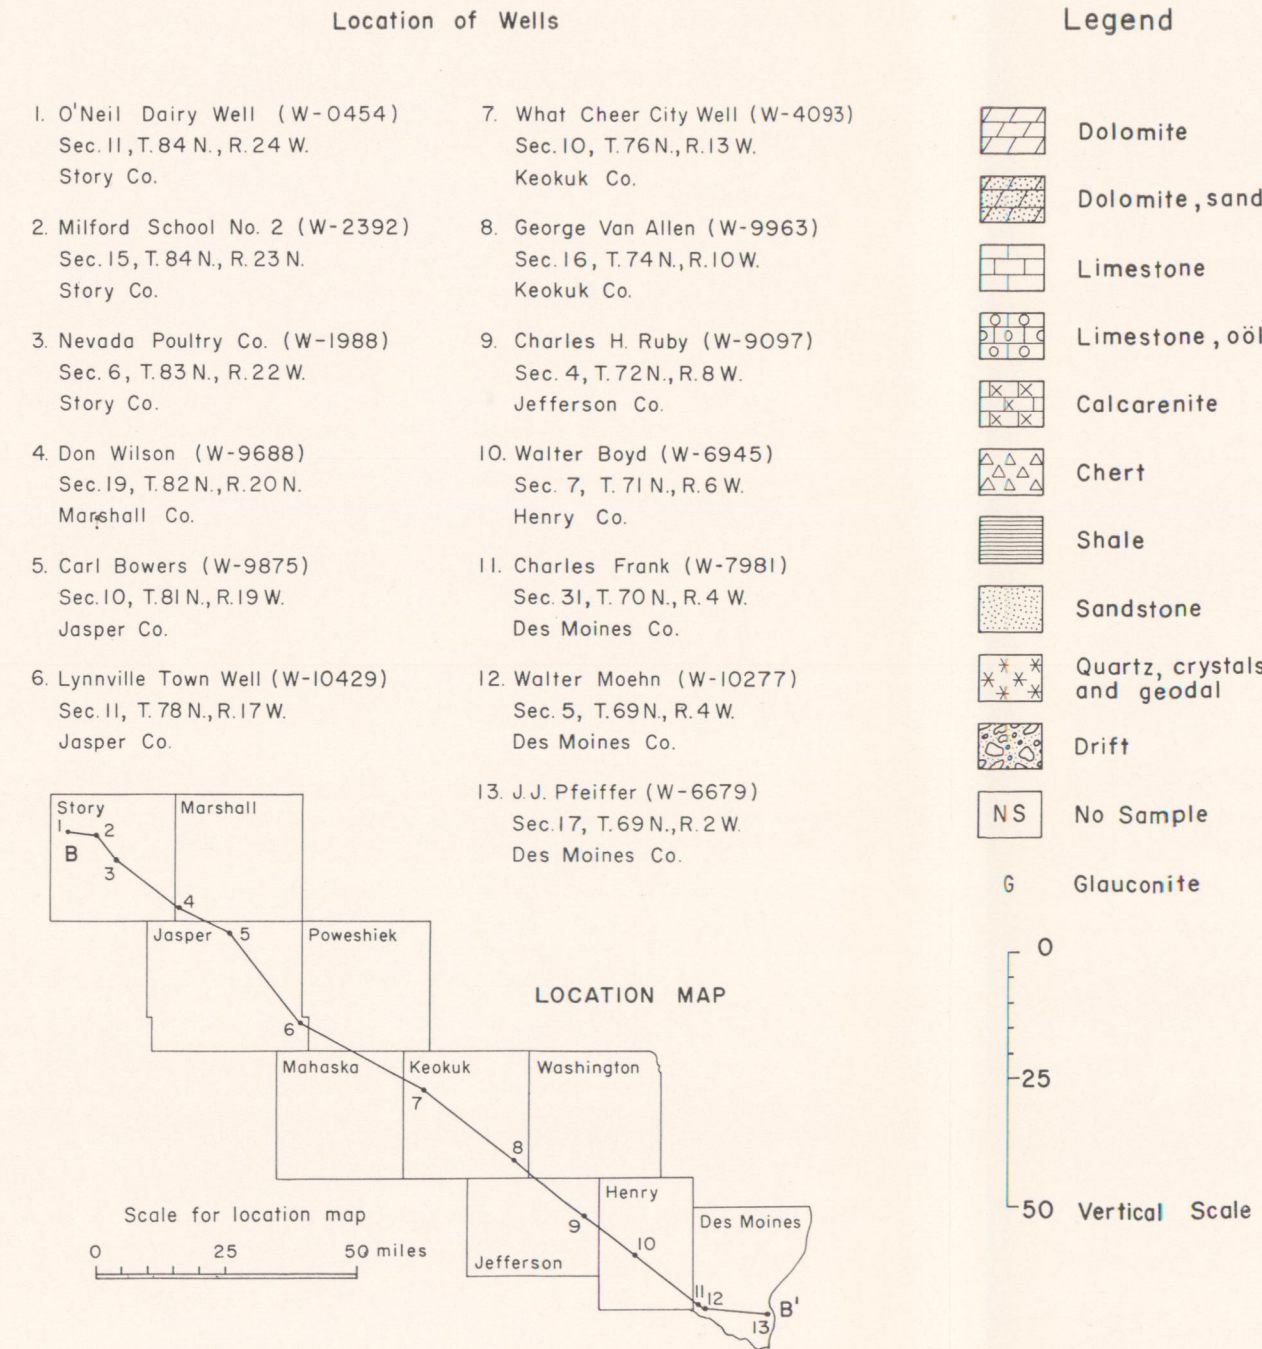 Location of Wells
1. O'Neil Dairy Well (W-0454)
Sec. 11, T. 84 N., R. 24 W.
Story Co.
2. Milford School No. 2 (W-2392)
Sec. 15, T. 84 N., R. 23 N.
Story Co.
3. Nevada Poultry Co. (W-1988)
Sec. 6, T. 83 N., R. 22 W.
Story Co.
4. Don Wilson (W-9688)
Sec. 19, T. 82 N., R. 20 N.
Marshall Co.
5. Carl Bowers (W-9875)
Sec. 10, T. 81 N., R. 19 W.
Jasper Co.
6. Lynnville Town Well (W-10429)
Sec. 11, T. 78 N., R. 17 W.
Jasper Co.
7. What Cheer City Well (W-4093)
Sec. 10, T. 76 N., R. 13 W.
Keokuk Co.
8. George Van Allen (W-9963)
Sec. 16, T. 74 N., R. 10 W.
Keokuk Co.
9. Charles H. Ruby (W-9097)
Sec. 4, T. 72 N., R. 8 W.
Jefferson Co.
10. Walter Boyd (W-6945)
Sec. 7, T. 71 N., R. 6 W.
Henry Co.
11. Charles Frank (W-7981)
Sec. 31, T. 70 N., R. 4 W.
Des Moines Co.
12. Walter Moehn (W-10277)
Sec. 5, T. 69 N., R. 4 W.
Des Moines Co.
13. J. J. Pfeiffer (W-6679)
Sec. 17, T. 69 N., R. 2 W.
Des Moines Co.
Legend
Dolomite
Dolomite, sand
Limestone
Limestone, oöl
Calcarenite
Chert
Shale
Sandstone
Quartz, crystals
and geodal
Drift
NS No Sample
G Glauconite
0
25
50 Vertical Scale
LOCATION MAP
Story
Marshall
1
2
B
3
4
Jasper
5
Poweshiek
6
Mahaska
Keokuk
Washington
7
8
Henry
9
Des Moines
10
Jefferson
11
12
B'
13
Scale for location map
0 25 50 miles